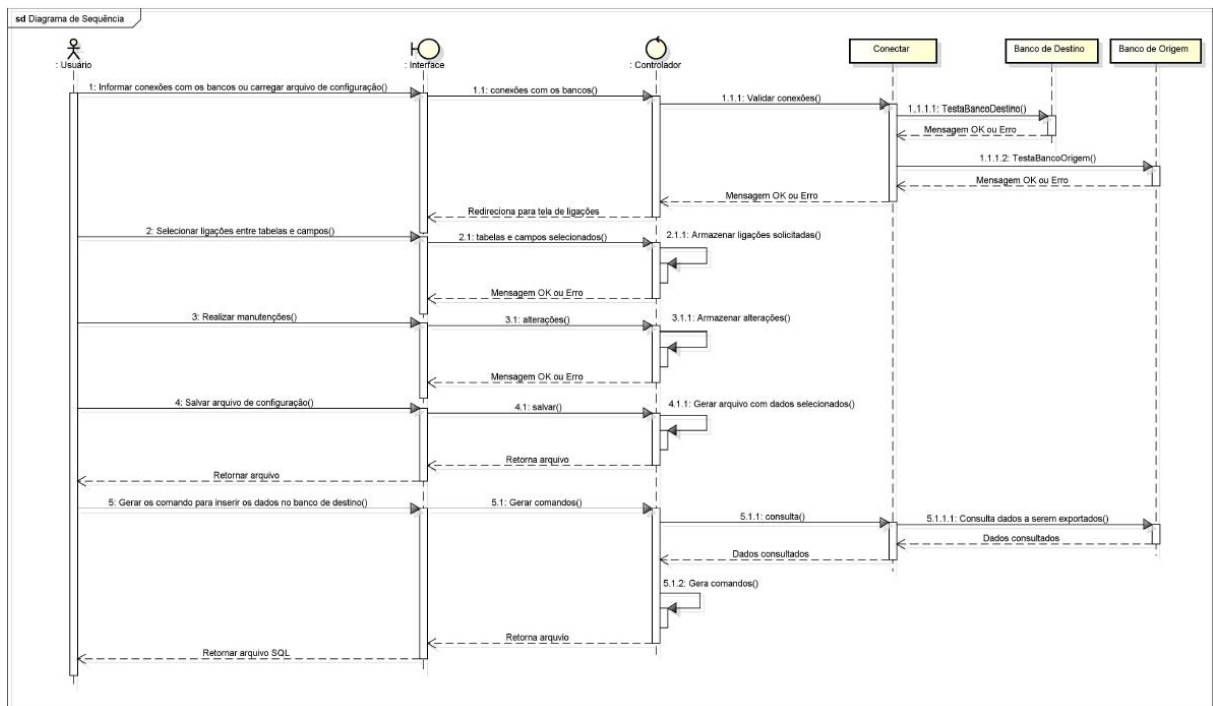 sd Diagrama de Sequência
: Usuário
: Interface
: Controlador
Conectar
Banco de Destino
Banco de Origem
1: Informar conexões com os bancos ou carregar arquivo de configuração()
1.1: conexões com os bancos()
1.1.1: Validar conexões()
1.1.1.1: TestaBancoDestino()
Mensagem OK ou Erro
1.1.1.2: TestaBancoOrigem()
Mensagem OK ou Erro
Mensagem OK ou Erro
Redireciona para tela de ligações
2: Selecionar ligações entre tabelas e campos()
2.1: tabelas e campos selecionados()
2.1.1: Armazenar ligações solicitadas()
Mensagem OK ou Erro
3: Realizar manutenções()
3.1: alterações()
3.1.1: Armazenar alterações()
Mensagem OK ou Erro
4: Salvar arquivo de configuração()
4.1: salvar()
4.1.1: Gerar arquivo com dados selecionados()
Retorna arquivo
Retornar arquivo
5: Gerar os comando para inserir os dados no banco de destino()
5.1: Gerar comandos()
5.1.1: consulta()
5.1.1.1: Consulta dados a serem exportados()
Dados consultados
Dados consultados
5.1.2: Gera comandos()
Retorna arquvio
Retornar arquivo SQL